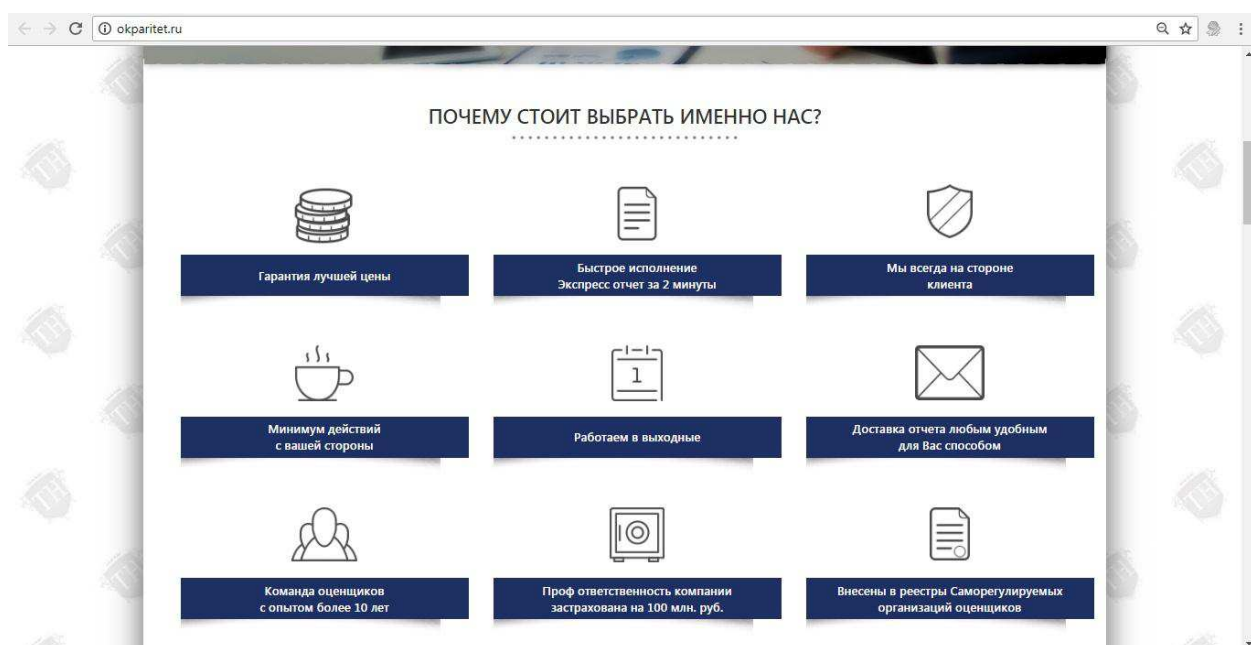 okparitet.ru
ПОЧЕМУ СТОИТ ВЫБРАТЬ ИМЕННО НАС?
Гарантия лучшей цены
Быстрое исполнение
Экспресс отчет за 2 минуты
Мы всегда на стороне
клиента
1
Минимум действий
с вашей стороны
Работаем в выходные
Доставка отчета любым удобным
для Вас способом
Команда оценщиков
с опытом более 10 лет
Проф ответственность компании
застрахована на 100 млн. руб.
Внесены в реестры Саморегулируемых
организаций оценщиков